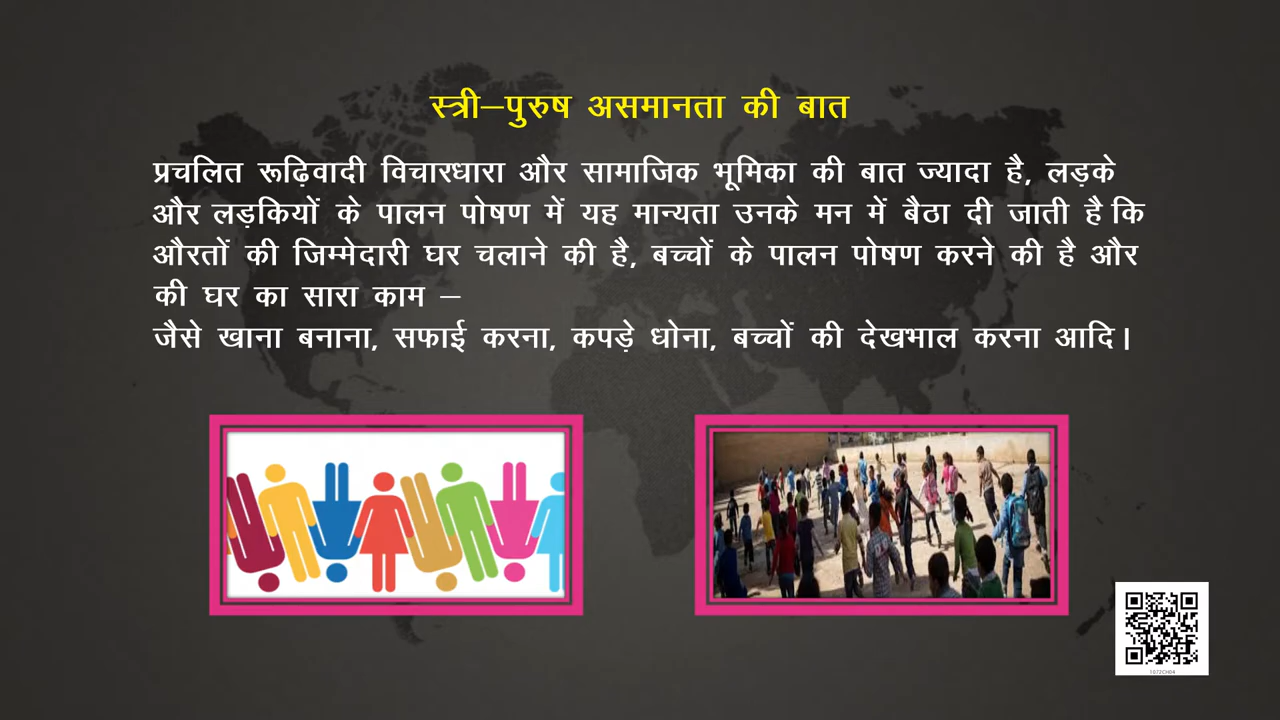 स्त्री–पुरुष असमानता की बात
प्रचलित रूढ़िवादी विचारधारा और सामाजिक भूमिका की बात ज्यादा है, लड़के
और लड़कियों के पालन पोषण में यह मान्यता उनके मन में बैठा दी जाती है कि
औरतों की जिम्मेदारी घर चलाने की है, बच्चों के पालन पोषण करने की है और
की घर का सारा काम –
जैसे खाना बनाना, सफाई करना, कपड़े धोना, बच्चों की देखभाल करना आदि।
1072CH04